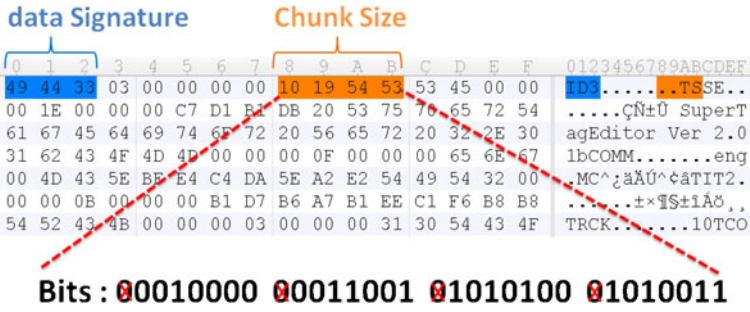 data Signature Chunk Size
0 1 2 3 4 5 6 7 8 9 A B C D E F 0123456789ABCDEF
49 44 33 03 00 00 00 00 10 19 54 53 53 45 00 00 ID3.......TSSE..
00 1E 00 00 00 C7 D1 B1 DB 20 53 75 70 65 72 54 .....ÇÑ±Û SuperT
61 67 45 64 69 74 6F 72 20 56 65 72 20 32 2E 30 agEditor Ver 2.0
31 62 43 4F 4D 4D 00 00 00 0F 00 00 00 65 6E 67 1bCOMM.......eng
00 4D 43 5E BF E4 C4 DA 5E A2 E2 54 49 54 32 00 .MC^¿äÄÚ^¢âTIT2.
00 00 0B 00 00 00 B1 D7 B6 A7 B1 EE C1 F6 B8 B8 ......±×¶§±îÁö¸¸
54 52 43 4B 00 00 00 03 00 00 00 31 30 54 43 4F TRCK.......10TCO
Bits : 00010000 00011001 01010100 01010011